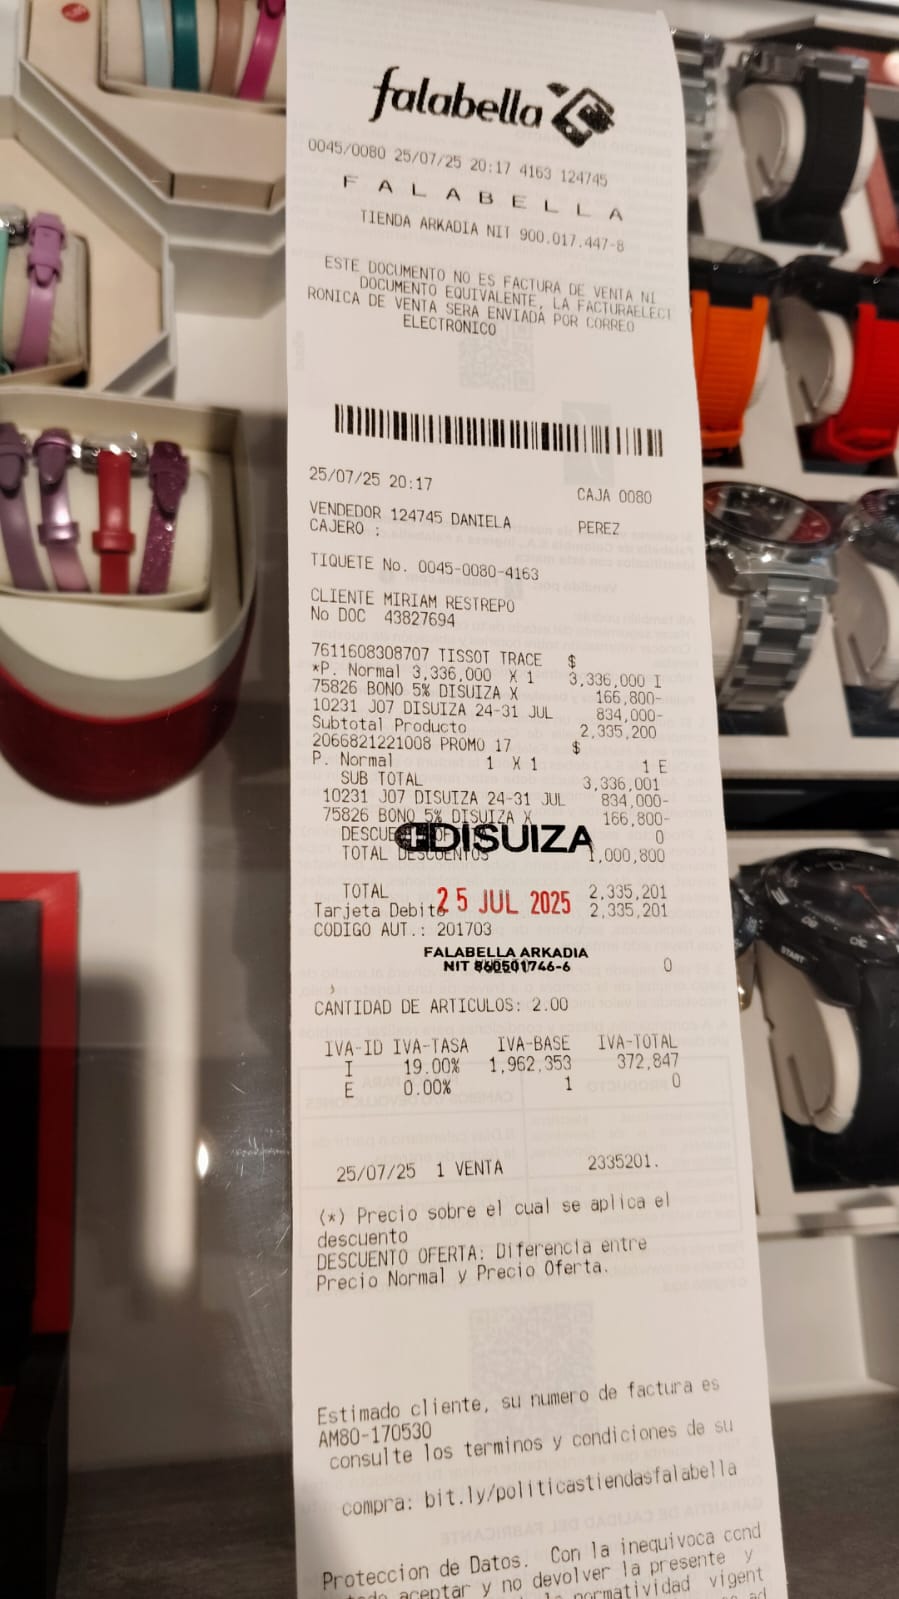 falabella
0045/0080 25/07/25 20:17 4163 124745
F A L A B E L L A
TIENDA ARKADIA NIT 900.017.447-8
ESTE DOCUMENTO NO ES FACTURA DE VENTA NI
DOCUMENTO EQUIVALENTE, LA FACTURAELECT
RONICA DE VENTA SERA ENVIADA POR CORREO
ELECTRONICO
25/07/25 20:17 CAJA 0080
VENDEDOR 124745 DANIELA PEREZ
CAJERO :
TIQUETE No. 0045-0080-4163
CLIENTE MIRIAM RESTREPO
No DOC 43827694
7611608308707 TISSOT TRACE $
*P. Normal 3,336,000 X 1 3,336,000 I
75826 BONO 5% DISUIZA X 166,800-
10231 J07 DISUIZA 24-31 JUL 834,000-
Subtotal Producto 2,335,200
2066821221008 PROMO 17 $
P. Normal 1 X 1 1 E
SUB TOTAL 3,336,001
10231 J07 DISUIZA 24-31 JUL 834,000-
75826 BONO 5% DISUIZA X 166,800-
DESCUE 0
DISUIZA
TOTAL DESCUENTOS 1,000,800
TOTAL 2,335,201
25 JUL 2025
Tarjeta Debito 2,335,201
CODIGO AUT.: 201703
FALABELLA ARKADIA
NIT 860501746-6 0
CANTIDAD DE ARTICULOS: 2.00
IVA-ID IVA-TASA IVA-BASE IVA-TOTAL
I 19.00% 1,962,353 372,847
E 0.00% 1 0
25/07/25 1 VENTA 2335201.
(*) Precio sobre el cual se aplica el
descuento
DESCUENTO OFERTA: Diferencia entre
Precio Normal y Precio Oferta.
Estimado cliente, su numero de factura es
AM80-170530
consulte los terminos y condiciones de su
compra: bit.ly/politicastiendasfalabella
Proteccion de Datos. Con la inequivoca cond
aceptar y no devolver la presente y
normatividad vigent
START